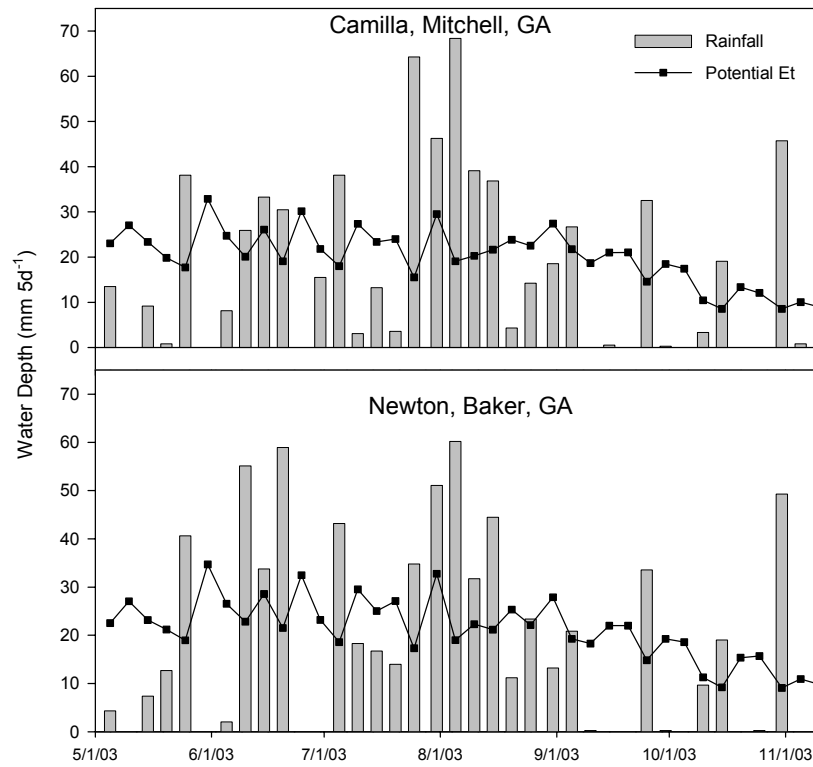 Camilla, Mitchell, GA
Rainfall
Potential Et
70
60
50
40
30
20
10
0
Water Depth (mm 5d⁻¹)
Newton, Baker, GA
70
60
50
40
30
20
10
0
5/1/03 6/1/03 7/1/03 8/1/03 9/1/03 10/1/03 11/1/03